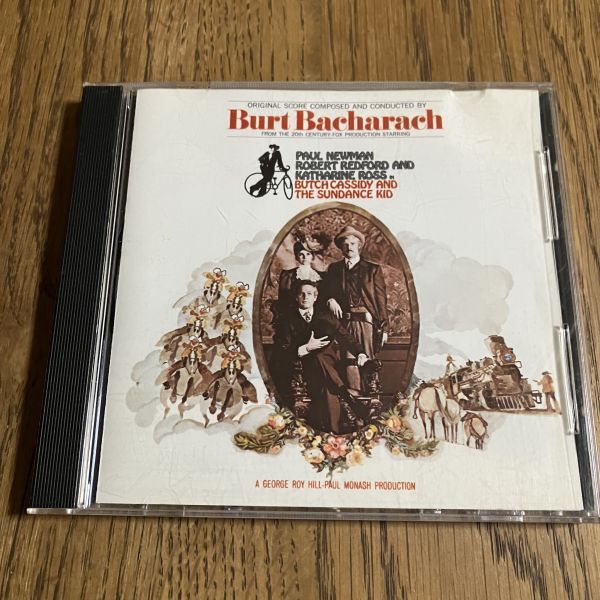 ORIGINAL SCORE COMPOSED AND CONDUCTED BY
Burt Bacharach
FROM THE 20th CENTURY-FOX PRODUCTION STARRING
PAUL NEWMAN
ROBERT REDFORD AND
KATHARINE ROSS IN
BUTCH CASSIDY AND
THE SUNDANCE KID
A GEORGE ROY HILL-PAUL MONASH PRODUCTION